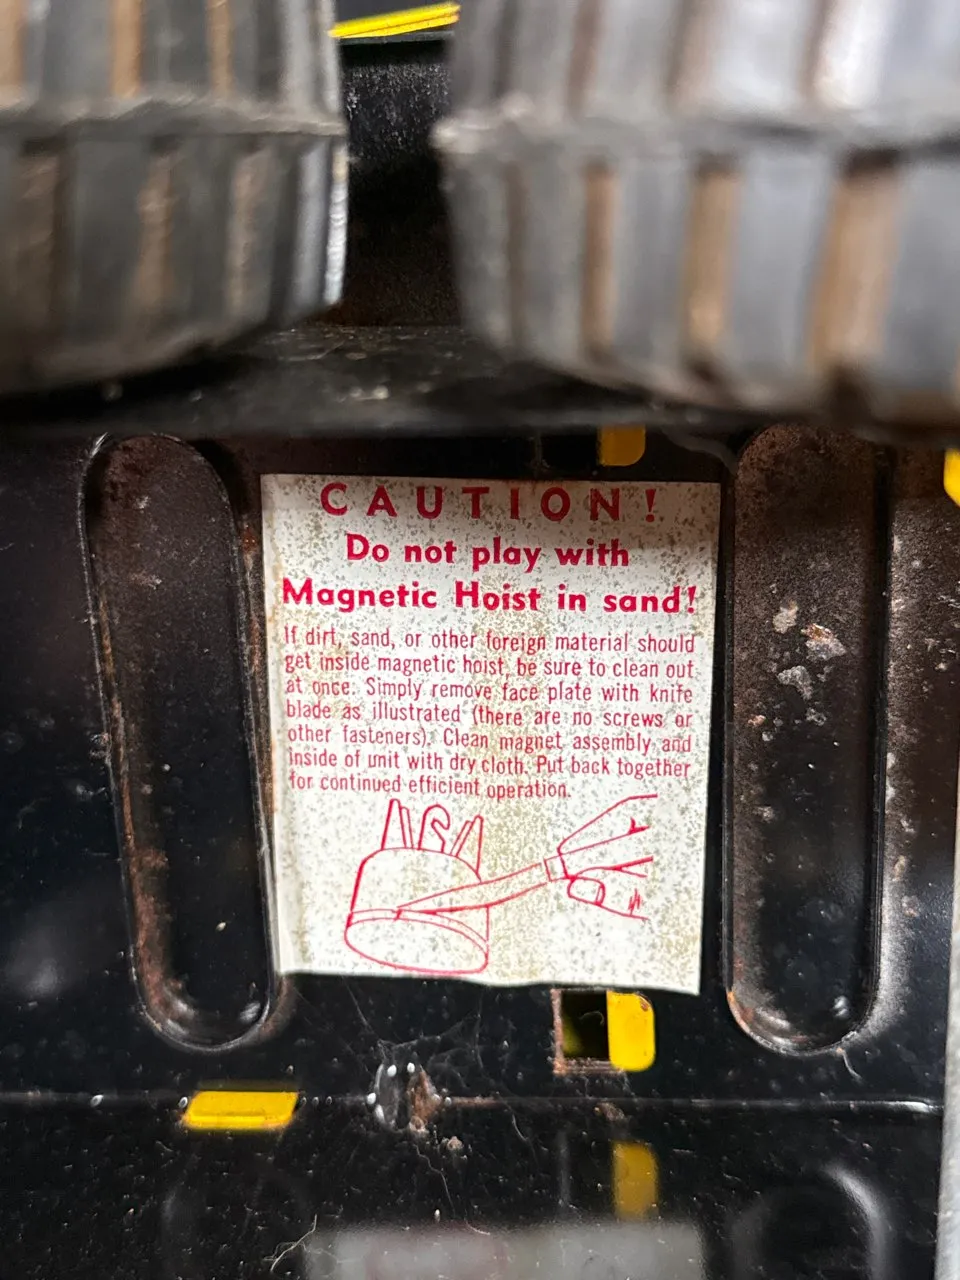 CAUTION!
Do not play with
Magnetic Hoist in sand!
If dirt, sand, or other foreign material should
get inside magnetic hoist, be sure to clean out
at once. Simply remove face plate with knife
blade as illustrated (there are no screws or
other fasteners). Clean magnet assembly and
inside of unit with dry cloth. Put back together
for continued efficient operation.